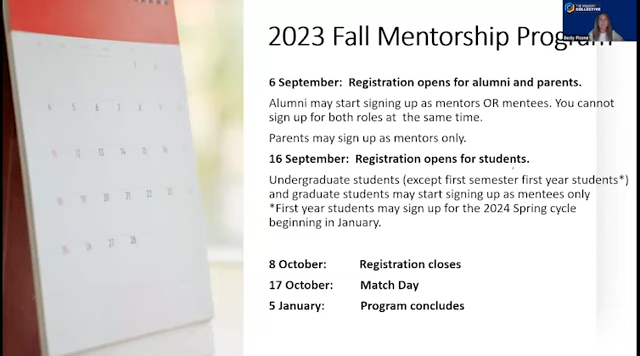 2023 Fall Mentorship Program
6 September: Registration opens for alumni and parents.
Alumni may start signing up as mentors OR mentees. You cannot
sign up for both roles at the same time.
Parents may sign up as mentors only.
16 September: Registration opens for students.
Undergraduate students (except first semester first year students*)
and graduate students may start signing up as mentees only
*First year students may sign up for the 2024 Spring cycle
beginning in January.
8 October: Registration closes
17 October: Match Day
5 January: Program concludes
COLLECTIVE